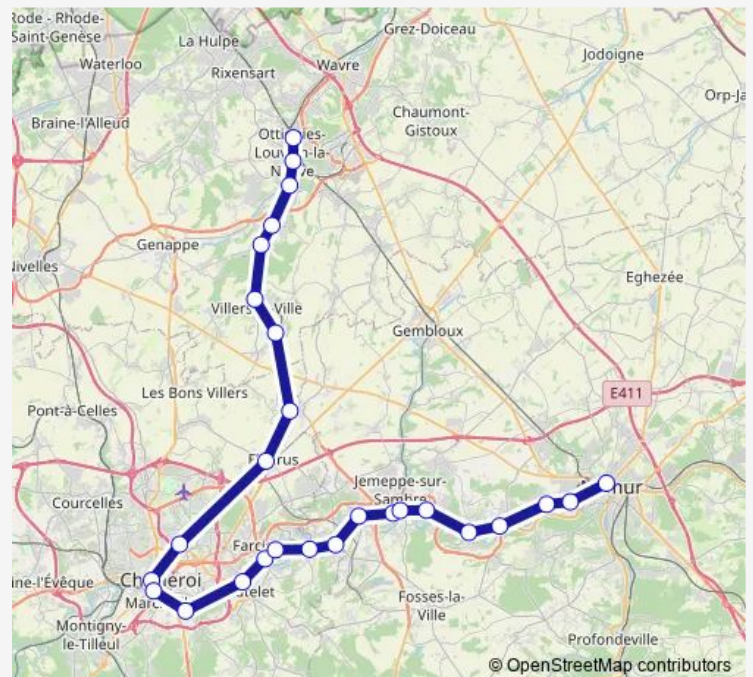 Rode - Rhode-
Saint-Genèse
La Hulpe
Grez-Doiceau
Waterloo
Rixensart
Wavre
Jodoigne
Orp-Ja
Chaumont-
Gistoux
Braine-l'Alleud
Genappe
Nivelles
Eghezée
Gembloux
Les Bons Villers
E411
Pont-à-Celles
Jemeppe-sur-
Sambre
Courcelles
ine-l'Évêque
Fosses-la-
Ville
Montigny-
le-Tilleul
Profondeville
© OpenStreetMap contributors